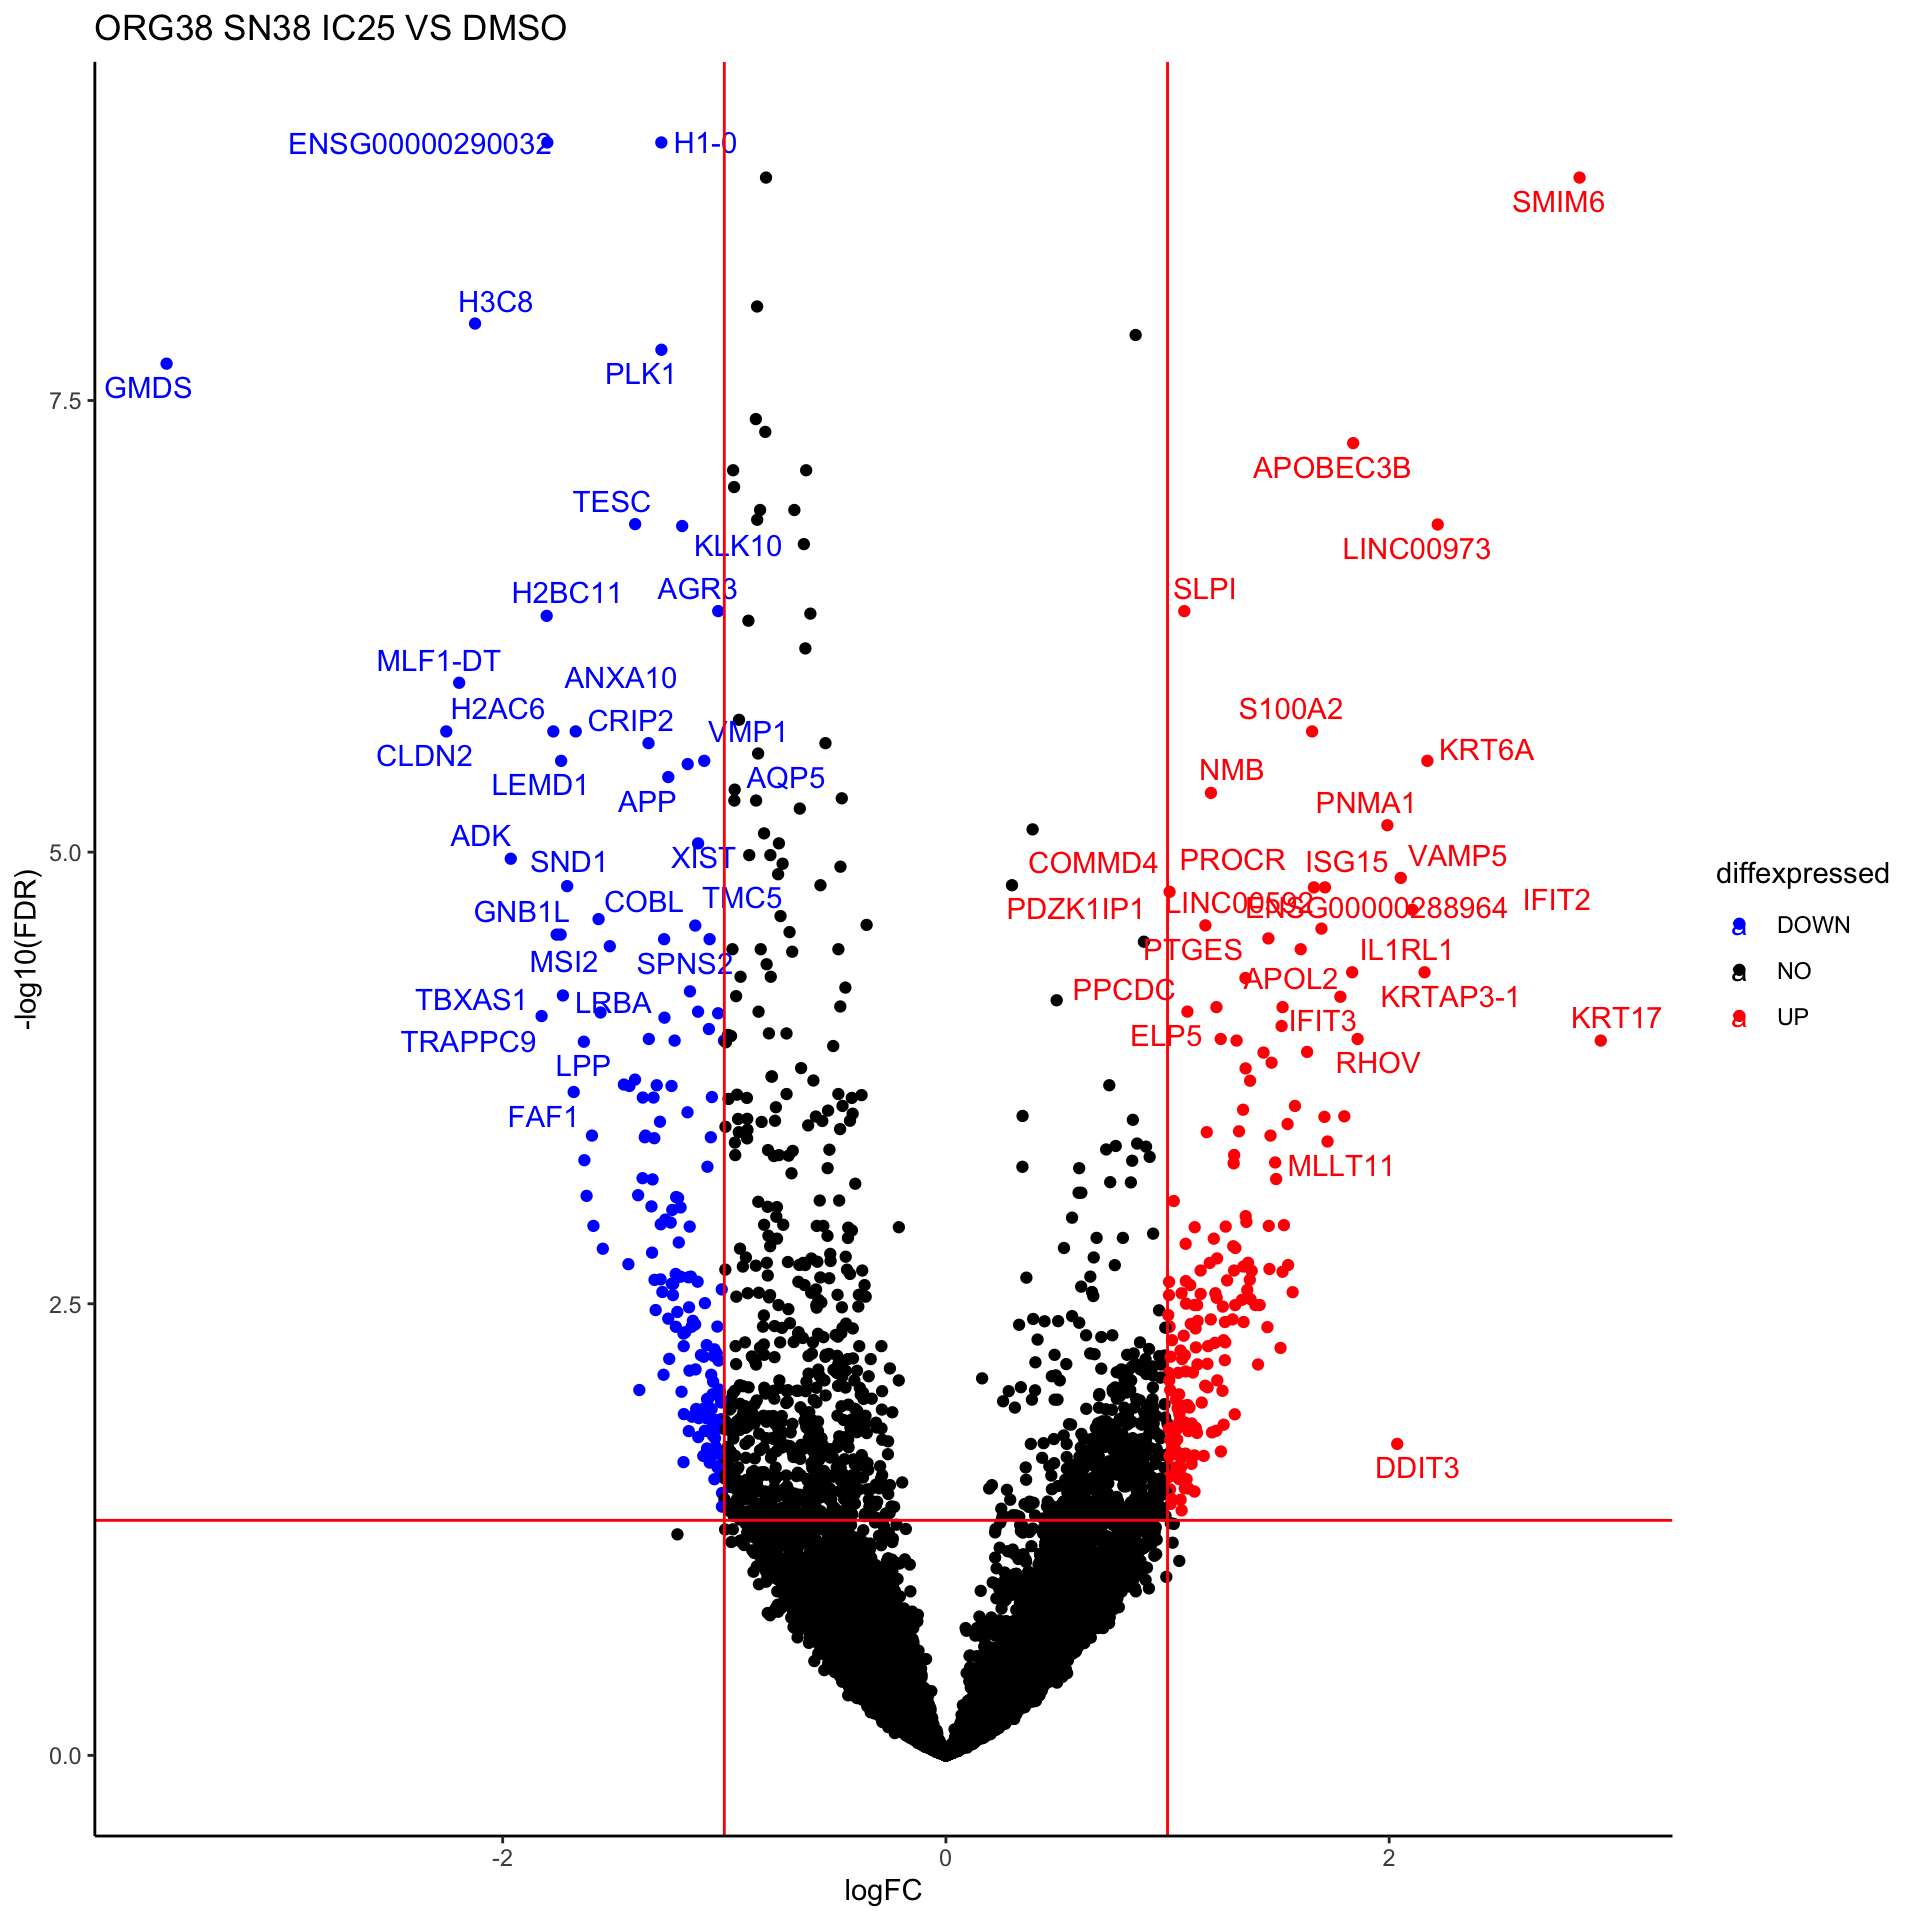 ORG38 SN38 IC25 VS DMSO
ENSG00000290032
H1-0
SMIM6
H3C8
PLK1
GMDS
7.5
APOBEC3B
TESC
KLK10
LINC00973
H2BC11
AGR3
SLPI
MLF1-DT
ANXA10
H2AC6
CRIP2
VMP1
S100A2
CLDN2
KRT6A
LEMD1
AQP5
NMB
APP
PNMA1
ADK
5.0
SND1
XIST
COMMD4
PROCR
ISG15
VAMP5
diffexpressed
GNB1L
COBL
TMC5
PDZK1IP1
LINC00592
ENSG00000288964
IFIT2
a DOWN
MSI2
SPNS2
PTGES
IL1RL1
a NO
TBXAS1
LRBA
PPCDC
APOL2
KRTAP3-1
a UP
TRAPPC9
ELP5
IFIT3
KRT17
LPP
RHOV
FAF1
MLLT11
2.5
DDIT3
0.0
-log10(FDR)
-2
0
2
logFC